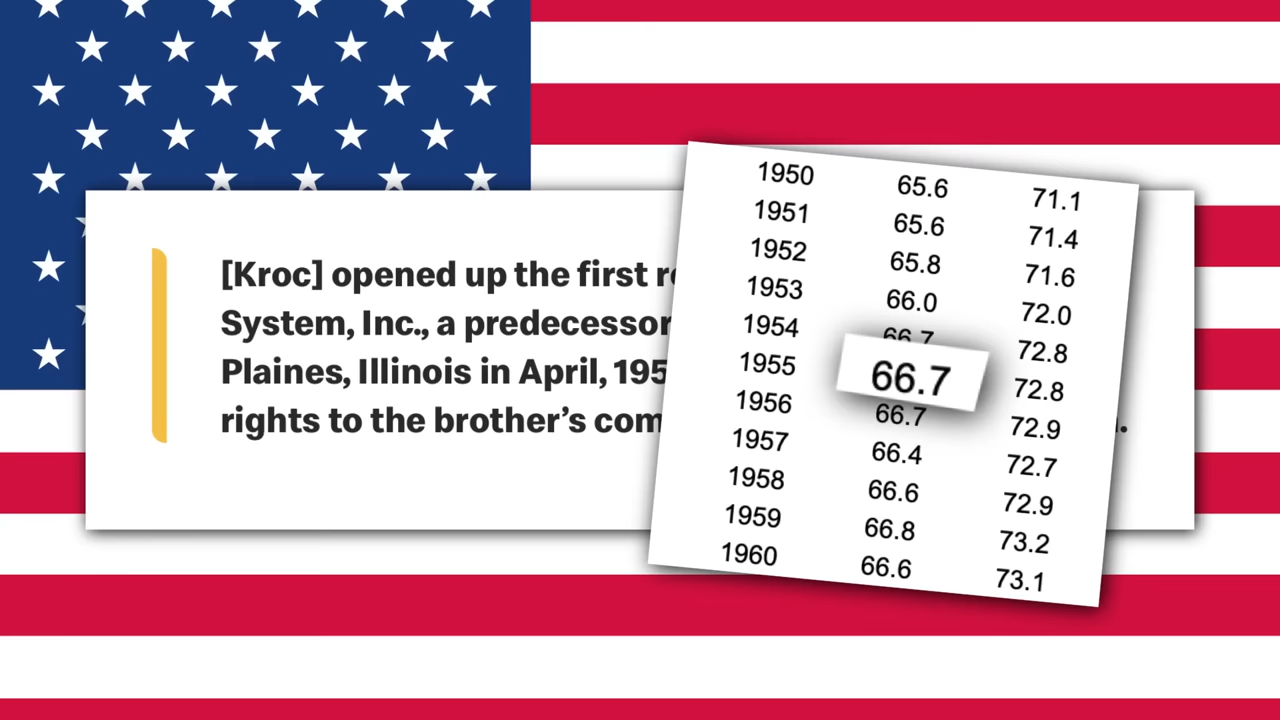 [Kroc] opened up the first
System, Inc., a predecessor
Plaines, Illinois in April,
rights to the brother’s
1950 65.6 71.1
1951 65.6 71.4
1952 65.8 71.6
1953 66.0 72.0
1954 66.7 72.8
1955 66.7 72.8
1956 66.7 72.9
1957 66.4 72.7
1958 66.6 72.9
1959 66.8 73.2
1960 66.6 73.1